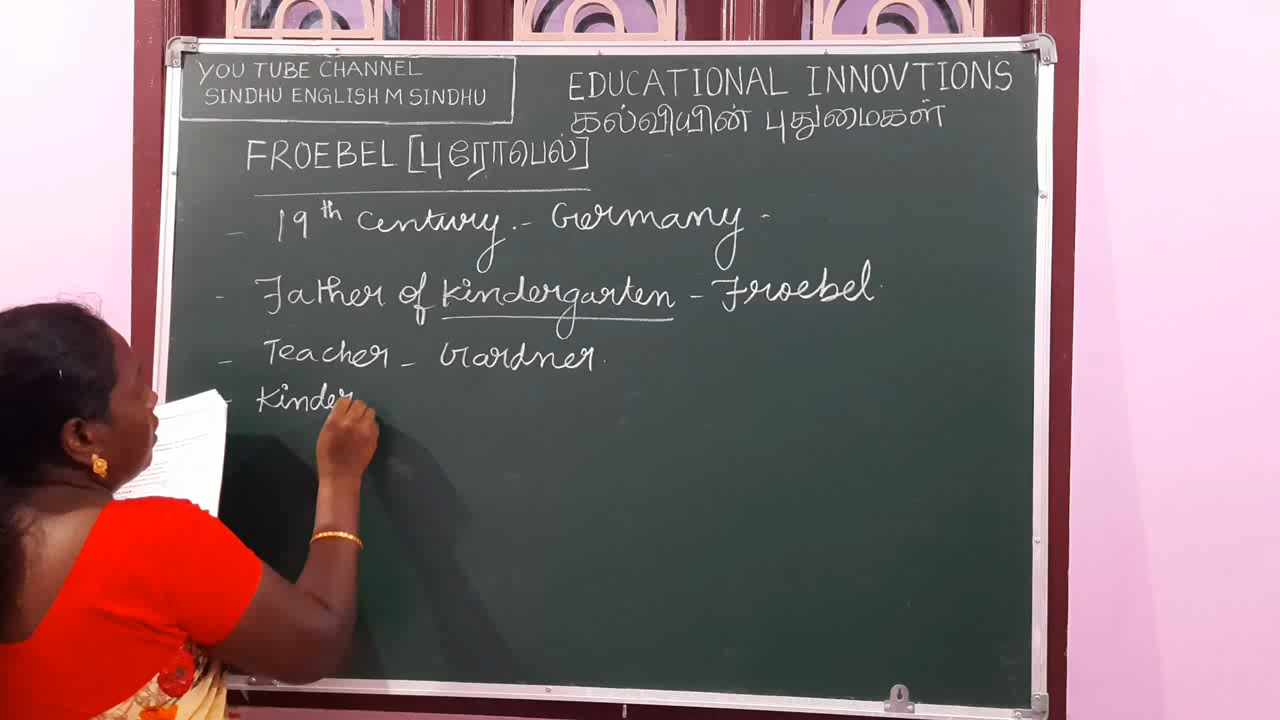 YOU TUBE CHANNEL
SINDHU ENGLISH M SINDHU
EDUCATIONAL INNOVTIONS
கல்வியின் புதுமைகள்
FROEBEL [புரோபெல்]
- 19th Century. - Germany -
- Father of Kindergarten - Froebel.
- Teacher - Gardner.
- Kinder